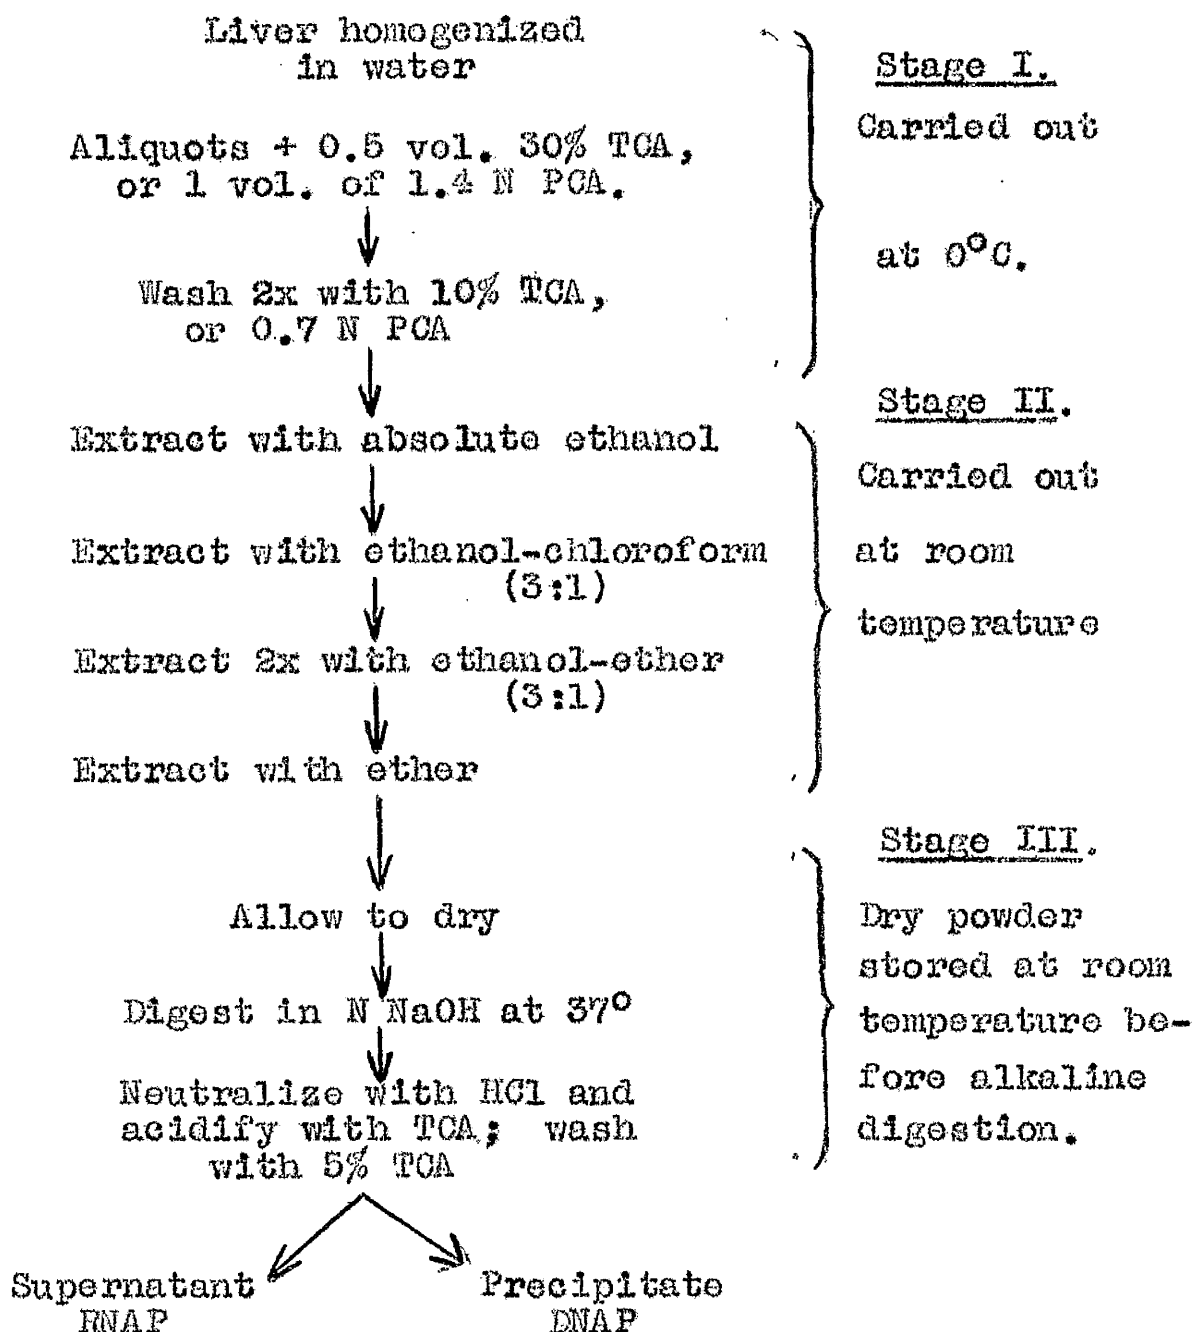 Liver homogenized
in water
Aliquots + 0.5 vol. 30% TCA,
or 1 vol. of 1.4 N PCA.
Wash 2x with 10% TCA,
or 0.7 N PCA
Stage I.
Carried out
at 0°C.
Extract with absolute ethanol
Extract with ethanol-chloroform
(3:1)
Extract 2x with ethanol-ether
(3:1)
Extract with ether
Stage II.
Carried out
at room
temperature
Allow to dry
Digest in N NaOH at 37°
Neutralize with HCl and
acidify with TCA; wash
with 5% TCA
Stage III.
Dry powder
stored at room
temperature be-
fore alkaline
digestion.
Supernatant
RNAP
Precipitate
DNAP